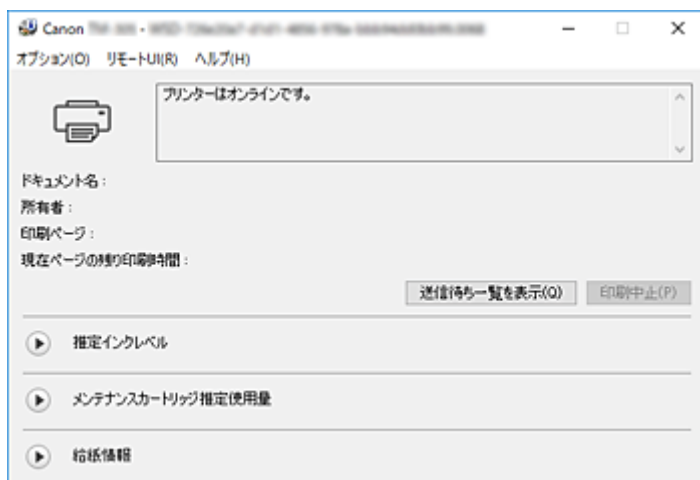 Canon
オプション(O) リモートUI(R) ヘルプ(H)
プリンターはオンラインです。
ドキュメント名 :
所有者 :
印刷ページ :
現在ページの残り印刷時間 :
送信待ち一覧を表示(Q) 印刷中止(P)
推定インクレベル
メンテナンスカートリッジ推定使用量
給紙情報